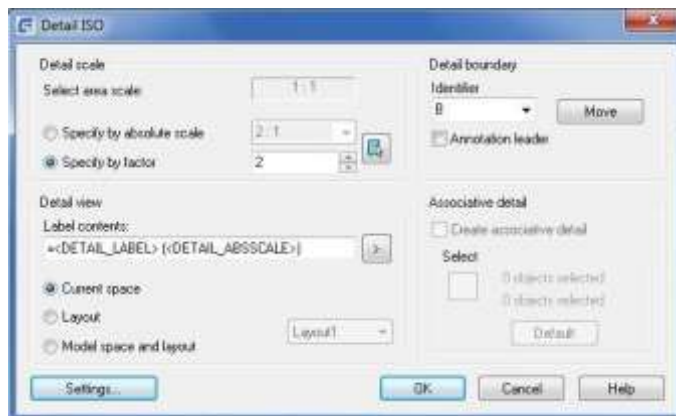 Detail ISO
Detail scale
Select area scale:
1 : 1
Specify by absolute scale
2 : 1
Specify by factor
2
Detail boundary
Identifier
B
Move
Annotation leader
Detail view
Label contents:
=<DETAIL_LABEL> (<DETAIL_ABSSCALE>)
>
Current space
Layout
Model space and layout
Layout1
Associative detail
Create associative detail
Select
0 objects selected
0 objects selected
Default
Settings...
OK
Cancel
Help